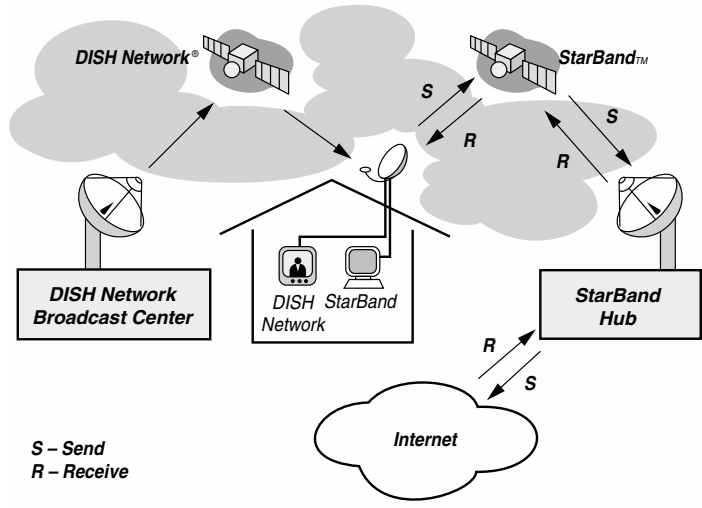 DISH Network®
StarBand™
S
R
S
R
DISH Network
Broadcast Center
DISH
Network
StarBand
StarBand
Hub
R
S
Internet
S – Send
R – Receive